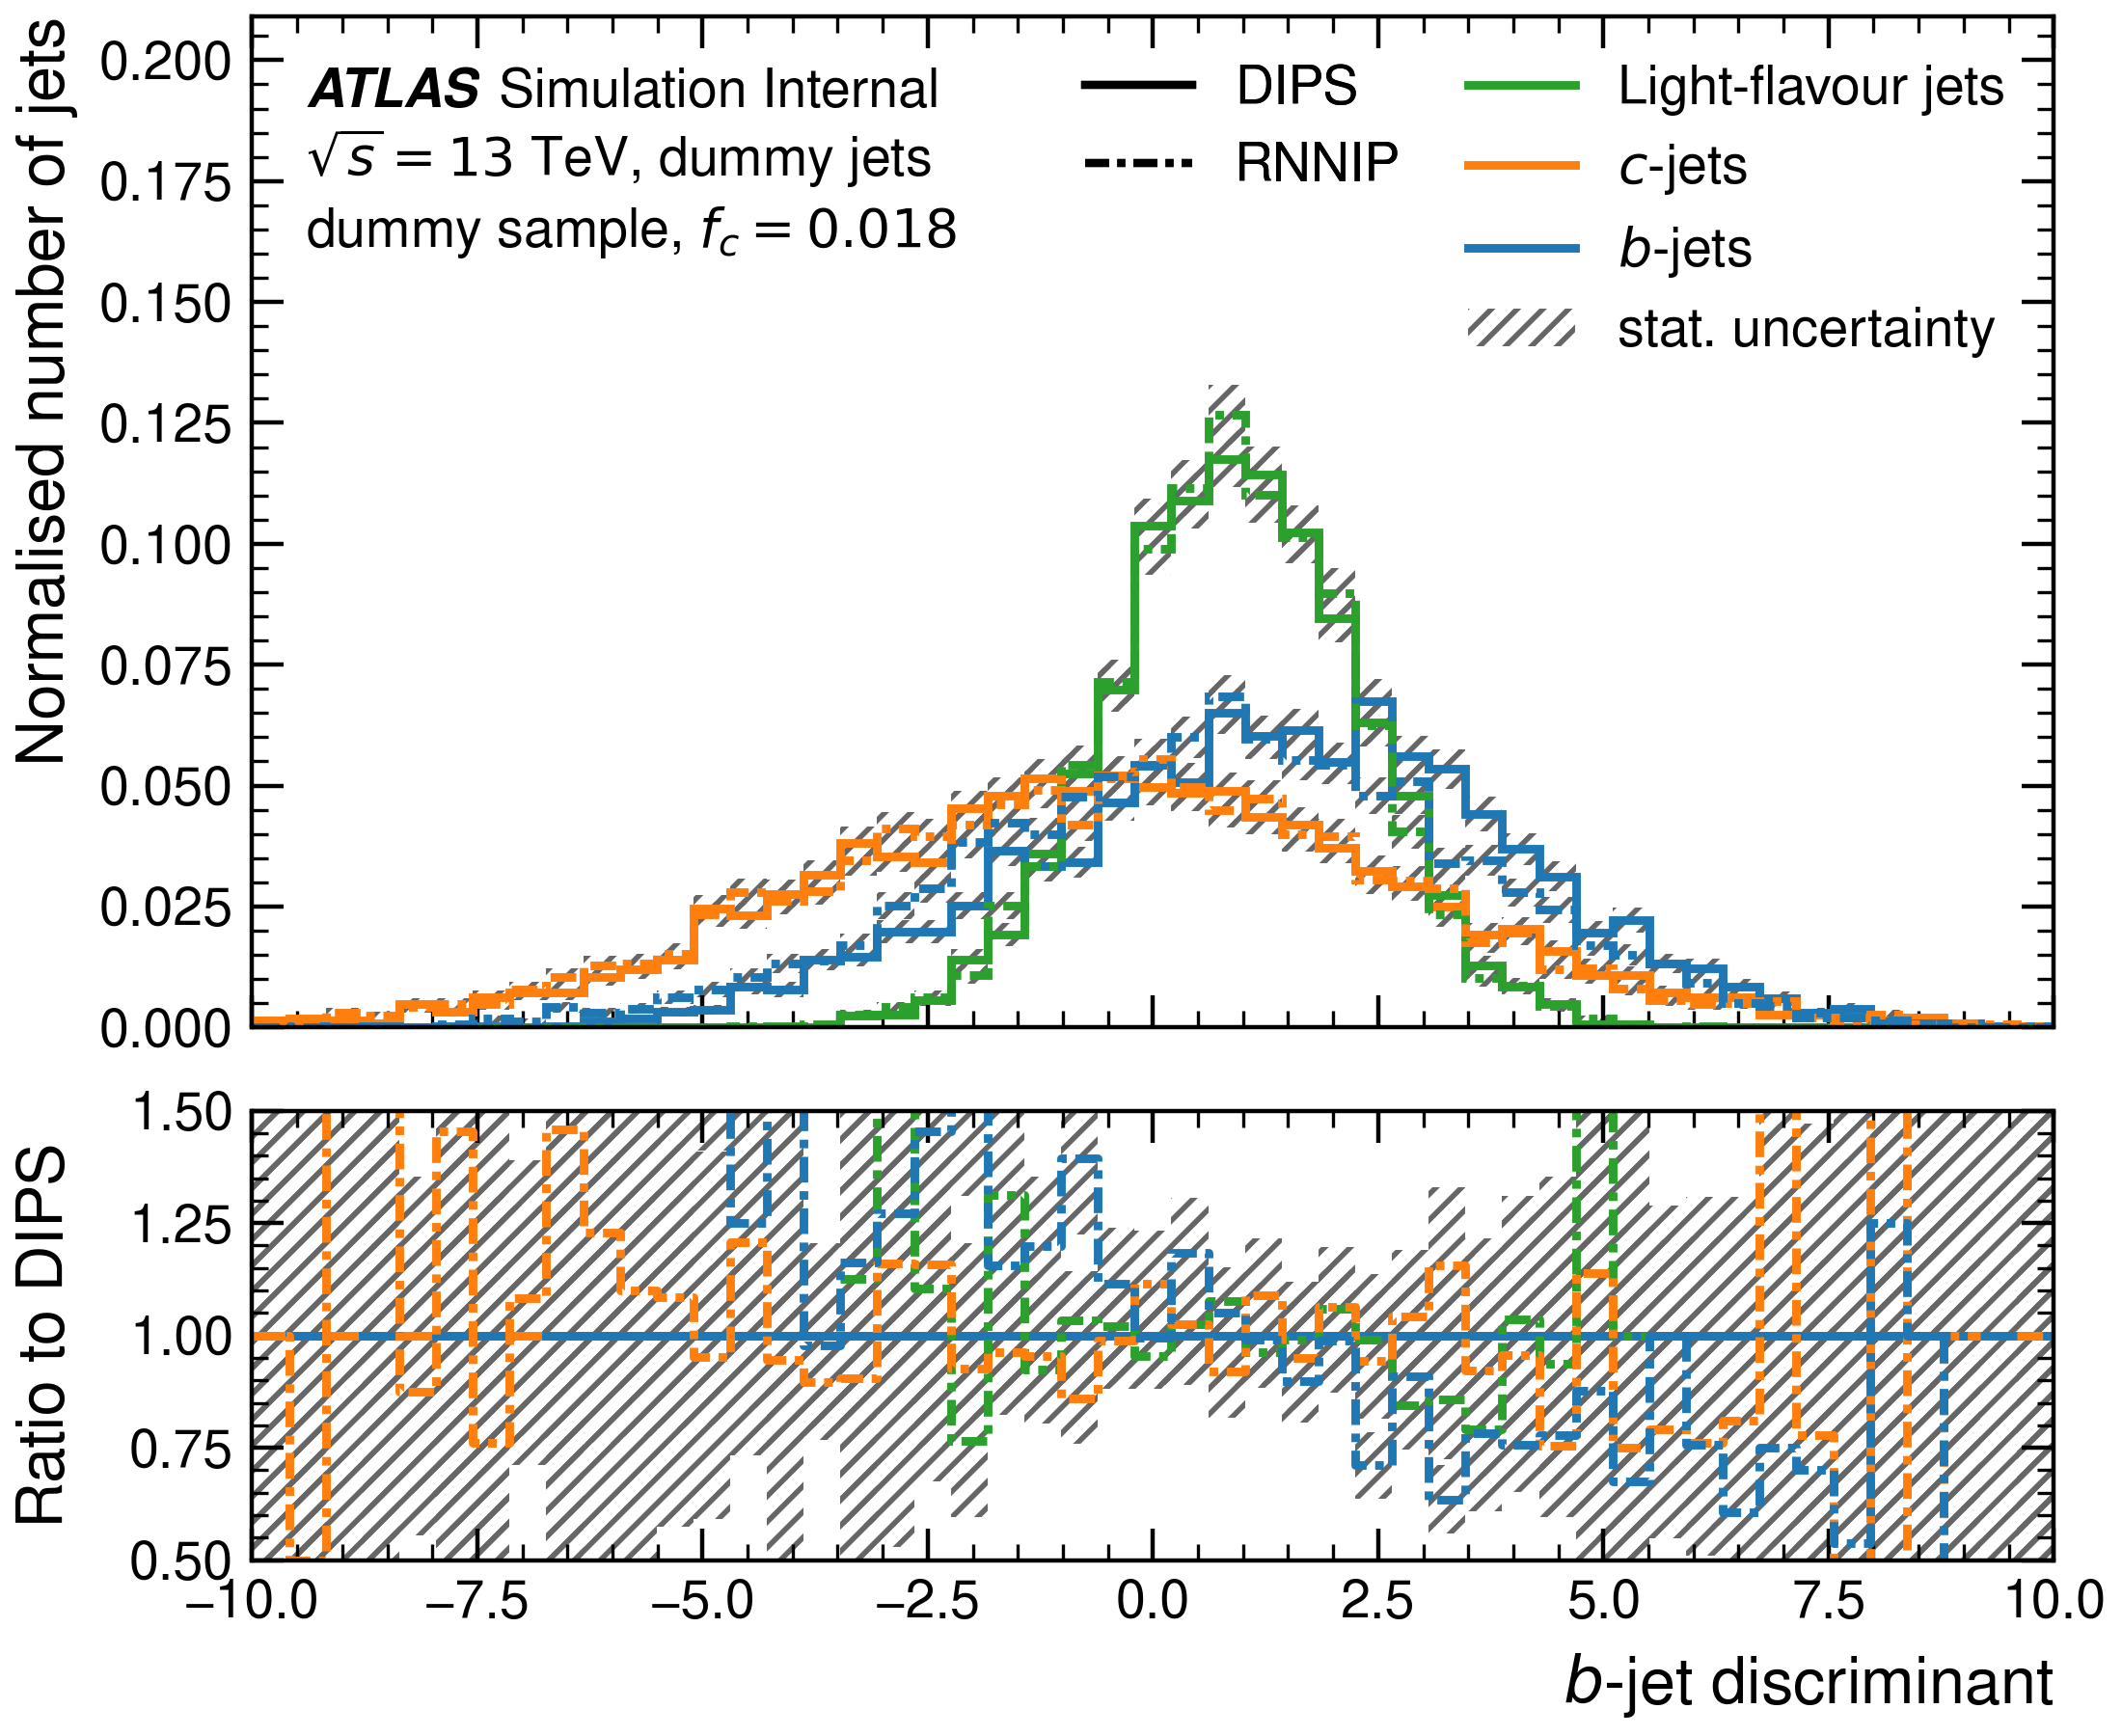 Normalised number of jets
0.200
0.175
0.150
0.125
0.100
0.075
0.050
0.025
0.000
ATLAS Simulation Internal
√s = 13 TeV, dummy jets
dummy sample, fc = 0.018
DIPS
RNNIP
Light-flavour jets
c-jets
b-jets
stat. uncertainty
Ratio to DIPS
1.50
1.25
1.00
0.75
0.50
−10.0 −7.5 −5.0 −2.5 0.0 2.5 5.0 7.5 10.0
b-jet discriminant